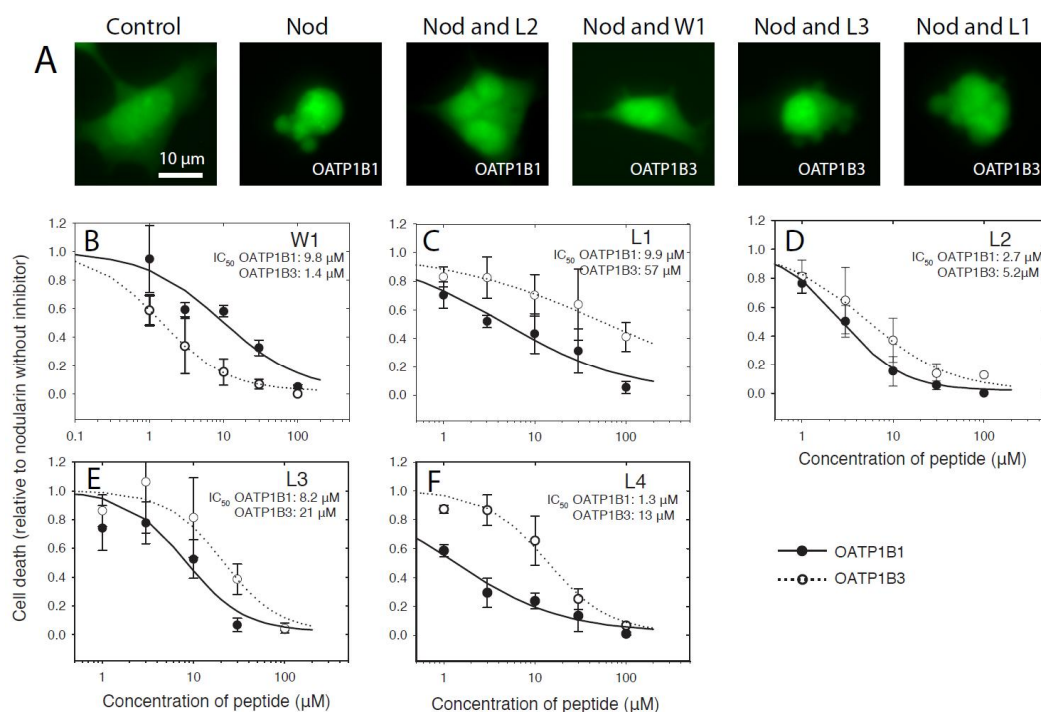 Control
Nod
Nod and L2
Nod and W1
Nod and L3
Nod and L1
A
10 µm
OATP1B1
OATP1B1
OATP1B3
OATP1B3
OATP1B3
Cell death (relative to nodularin without inhibitor)
B
W1
IC50 OATP1B1: 9.8 µM
OATP1B3: 1.4 µM
1.2
1.0
0.8
0.6
0.4
0.2
0.0
0.1
1
10
100
C
L1
IC50 OATP1B1: 9.9 µM
OATP1B3: 57 µM
1.2
1.0
0.8
0.6
0.4
0.2
0.0
1
10
100
D
L2
IC50 OATP1B1: 2.7 µM
OATP1B3: 5.2µM
1.2
1.0
0.8
0.6
0.4
0.2
0.0
1
10
100
Concentration of peptide (µM)
E
L3
IC50 OATP1B1: 8.2 µM
OATP1B3: 21 µM
1.2
1.0
0.8
0.6
0.4
0.2
0.0
1
10
100
Concentration of peptide (µM)
F
L4
IC50 OATP1B1: 1.3 µM
OATP1B3: 13 µM
1.2
1.0
0.8
0.6
0.4
0.2
0.0
1
10
100
Concentration of peptide (µM)
OATP1B1
OATP1B3